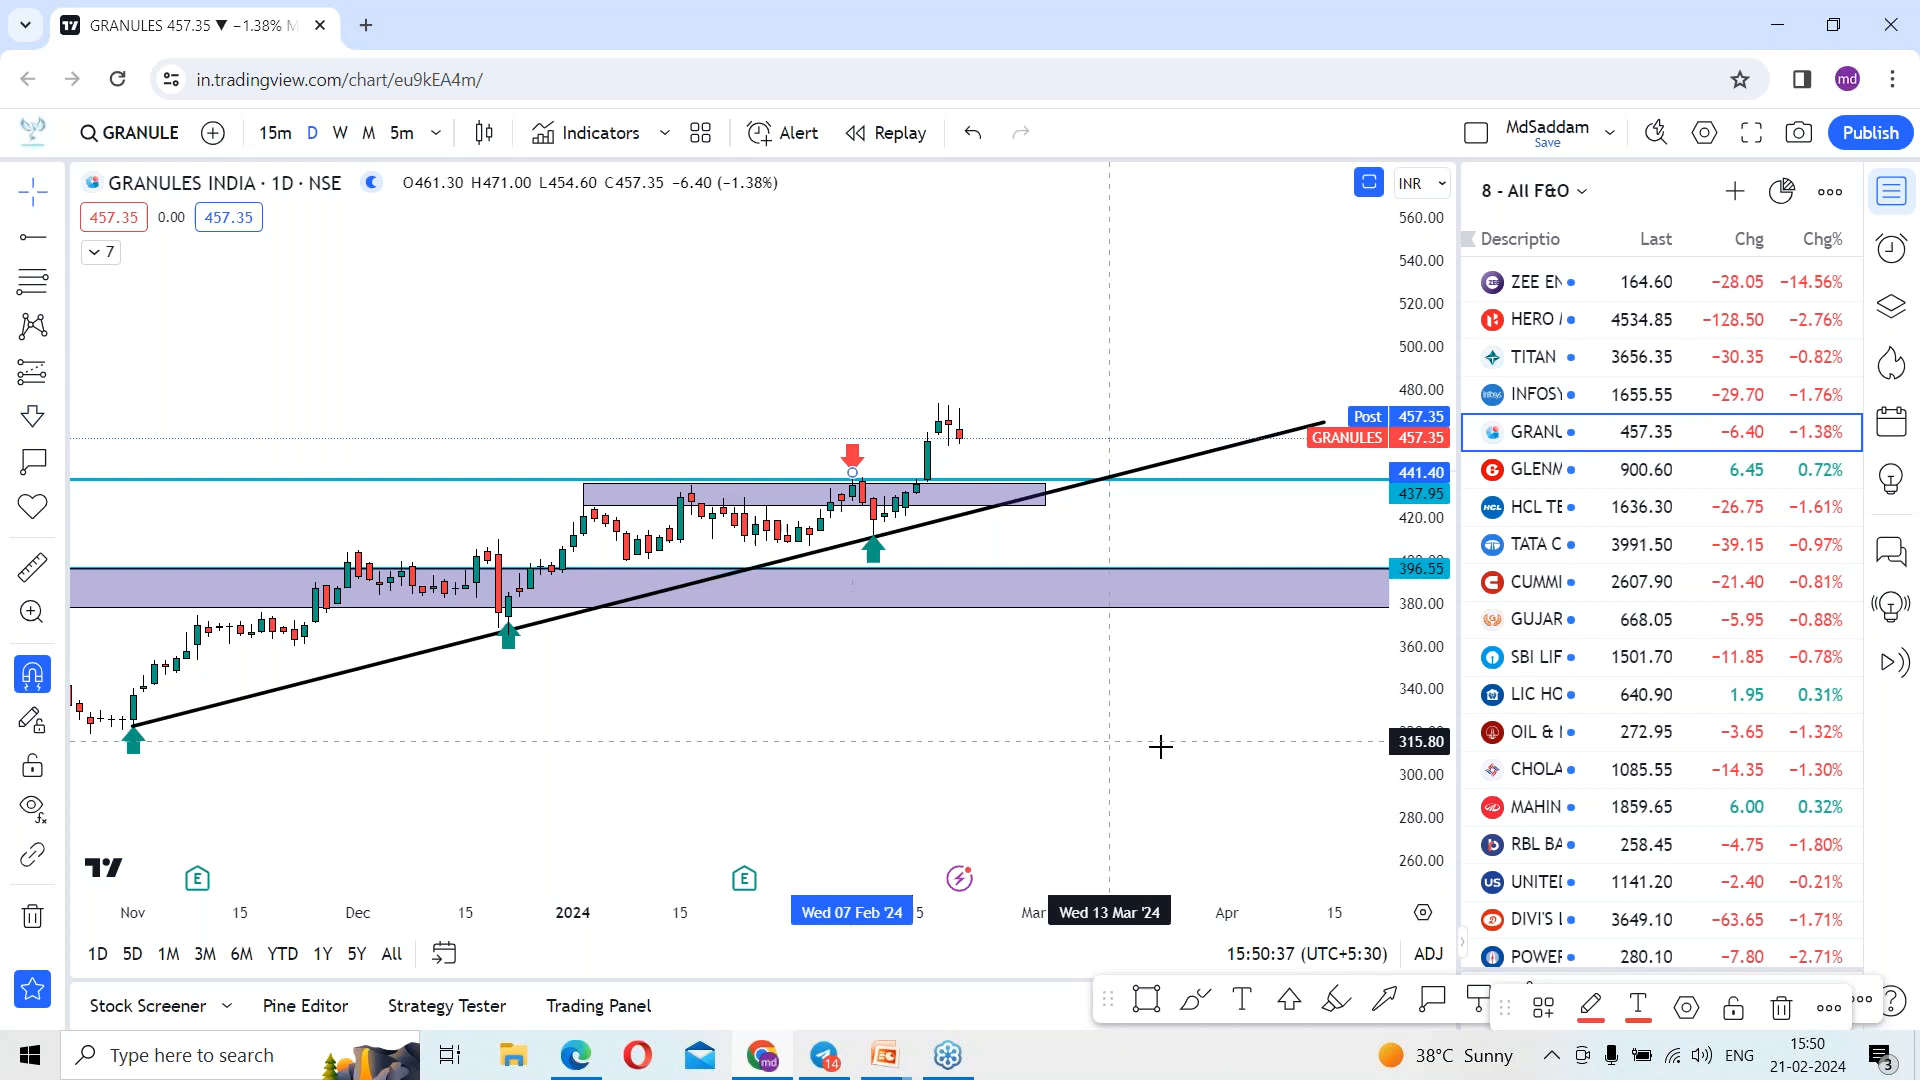 GRANULES 457.35 ▼ −1.38% M
in.tradingview.com/chart/eu9kEA4m/
md
GRANULE
15m D W M 5m
Indicators
Alert
Replay
MdSaddam
Save
Publish
GRANULES INDIA · 1D · NSE
O461.30 H471.00 L454.60 C457.35 −6.40 (−1.38%)
INR
457.35 0.00 457.35
7
560.00
540.00
520.00
500.00
480.00
Post 457.35
GRANULES 457.35
441.40
437.95
420.00
396.55
380.00
360.00
340.00
315.80
300.00
280.00
260.00
E
E
Nov 15 Dec 15 2024 15 Wed 07 Feb '24 5 Mar Wed 13 Mar '24 Apr 15
1D 5D 1M 3M 6M YTD 1Y 5Y All
15:50:37 (UTC+5:30) ADJ
Stock Screener
Pine Editor
Strategy Tester
Trading Panel
8 - All F&O
Descriptio Last Chg Chg%
ZEE EN 164.60 −28.05 −14.56%
HERO 4534.85 −128.50 −2.76%
TITAN 3656.35 −30.35 −0.82%
INFOSY 1655.55 −29.70 −1.76%
GRANU 457.35 −6.40 −1.38%
GLENM 900.60 6.45 0.72%
HCL TE 1636.30 −26.75 −1.61%
TATA C 3991.50 −39.15 −0.97%
CUMMI 2607.90 −21.40 −0.81%
GUJAR 668.05 −5.95 −0.88%
SBI LIF 1501.70 −11.85 −0.78%
LIC HO 640.90 1.95 0.31%
OIL & 272.95 −3.65 −1.32%
CHOLA 1085.55 −14.35 −1.30%
MAHIN 1859.65 6.00 0.32%
RBL BA 258.45 −4.75 −1.80%
UNITED 1141.20 −2.40 −0.21%
DIVI'S L 3649.10 −63.65 −1.71%
POWER 280.10 −7.80 −2.71%
Type here to search
14
38°C Sunny
ENG
15:50
21-02-2024
3